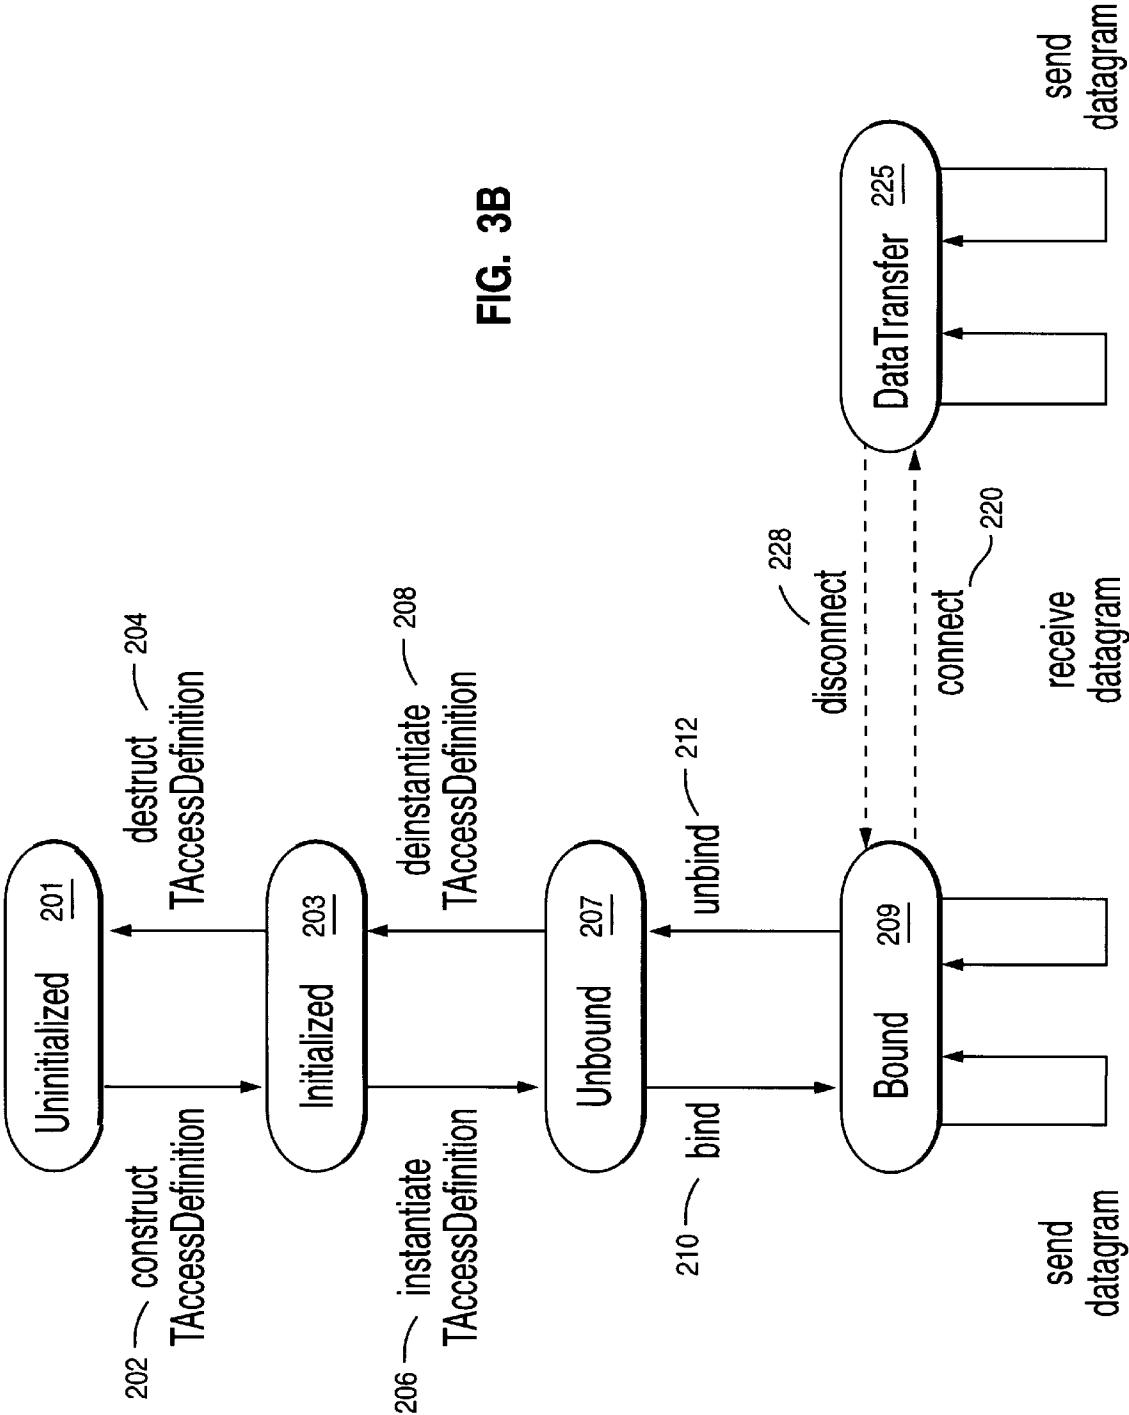 202
construct
TAccessDefinition
Uninitialized
201
destruct
204
TAccessDefinition
Initialized
203
206
instantiate
TAccessDefinition
deinstantiate
208
TAccessDefinition
FIG. 3B
Unbound
207
210
bind
unbind
212
disconnect
228
Bound
209
DataTransfer
225
connect
220
send
datagram
receive
datagram
send
datagram